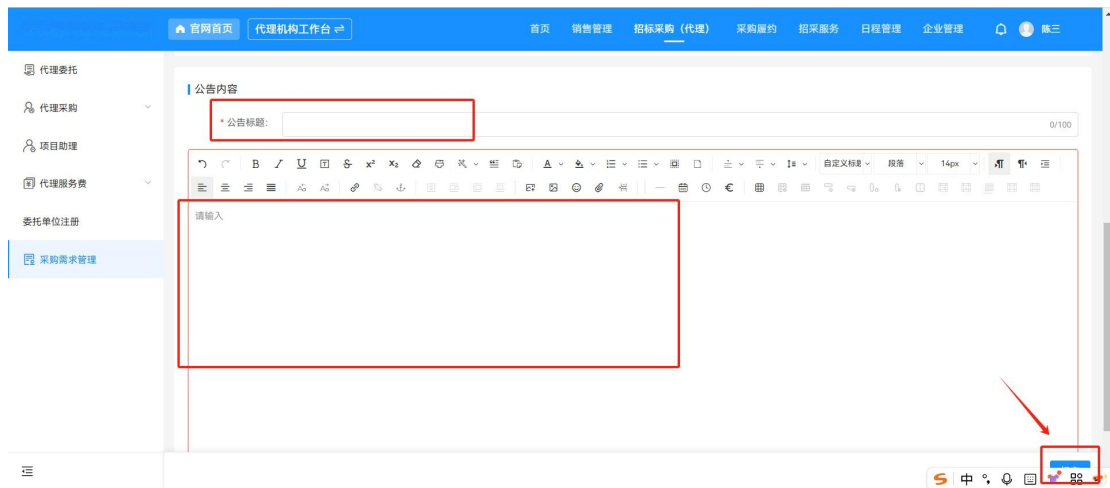 官网首页 代理机构工作台 首页 销售管理 招标采购（代理） 采购履约 招采服务 日程管理 企业管理 陈三
代理委托
公告内容
代理采购
* 公告标题： 0/100
项目助理
自定义标题 段落 14px
代理服务费
请输入
委托单位注册
采购需求管理
中